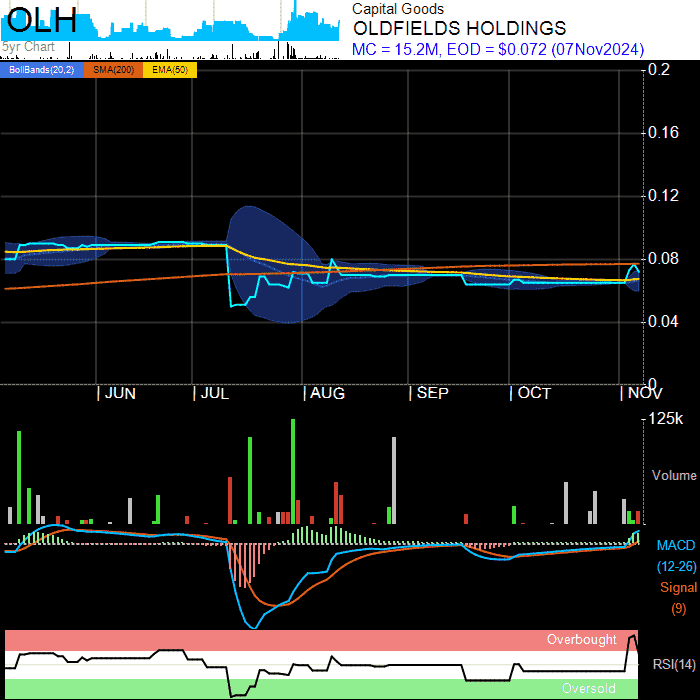 OLH
5yr Chart
Capital Goods
OLDFIELDS HOLDINGS
MC = 15.2M, EOD = $0.072 (07Nov2024)
BollBands(20,2) SMA(200) EMA(50)
0.2
0.16
0.12
0.08
0.04
0
JUN JUL AUG SEP OCT NOV
125k
Volume
MACD
(12-26)
Signal
(9)
Overbought
RSI(14)
Oversold